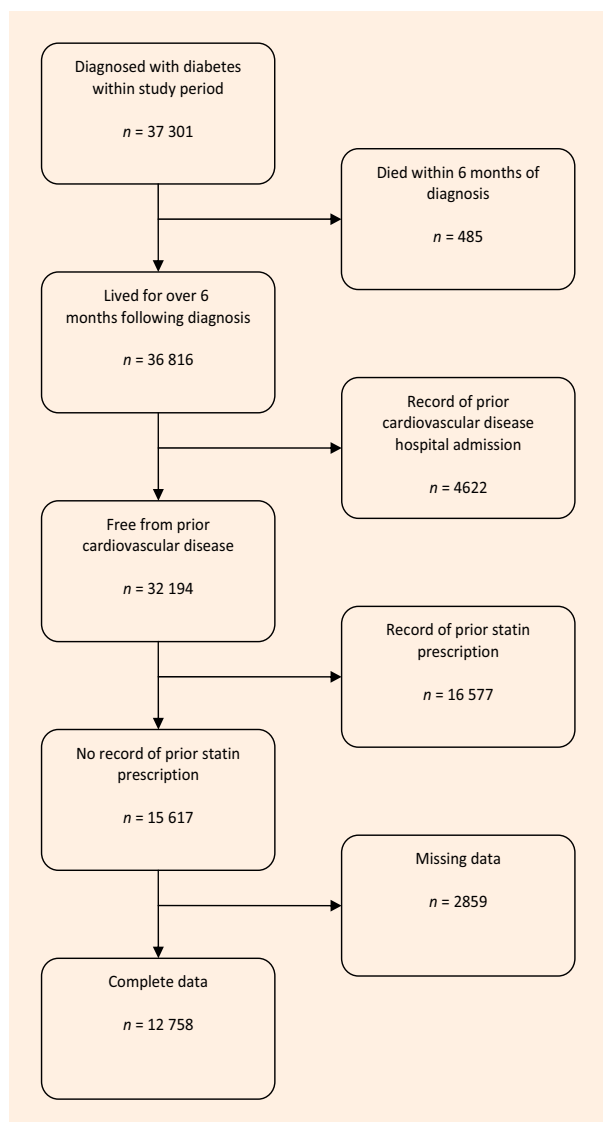 Diagnosed with diabetes
within study period
n = 37 301
Died within 6 months of
diagnosis
n = 485
Lived for over 6
months following diagnosis
n = 36 816
Record of prior
cardiovascular disease
hospital admission
n = 4622
Free from prior
cardiovascular disease
n = 32 194
Record of prior statin
prescription
n = 16 577
No record of prior statin
prescription
n = 15 617
Missing data
n = 2859
Complete data
n = 12 758